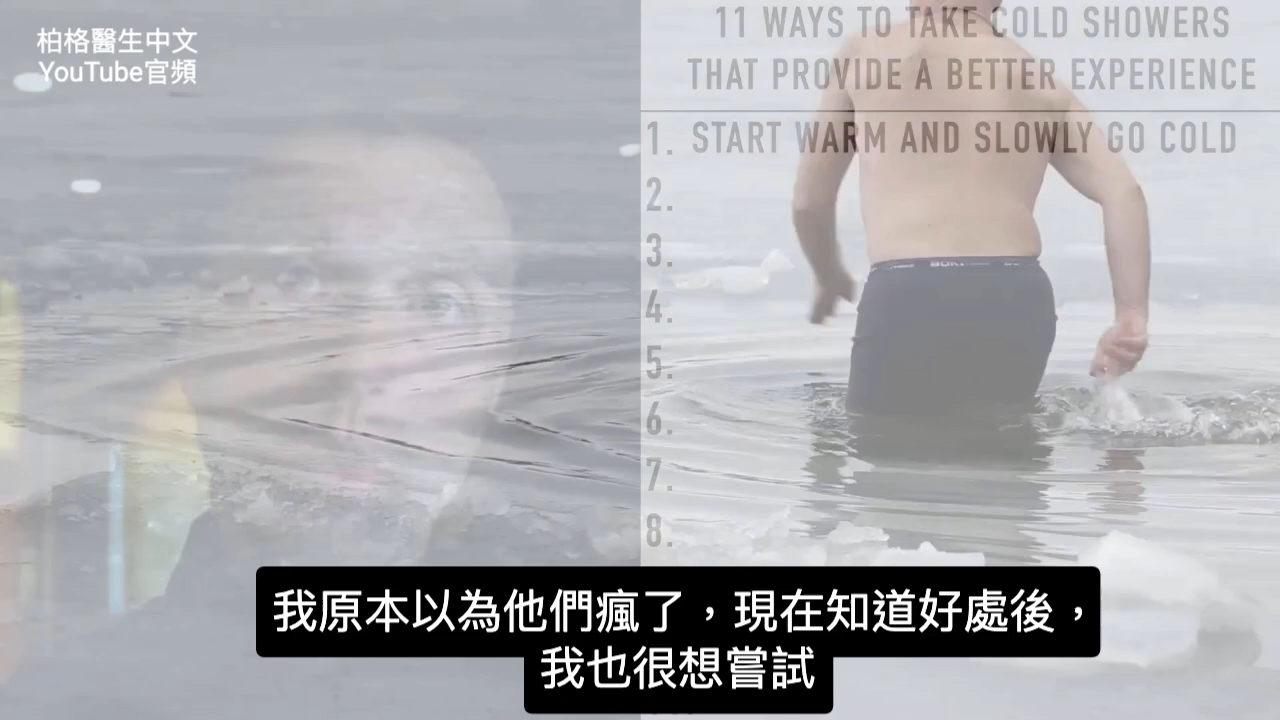 柏格醫生中文
YouTube官頻
11 WAYS TO TAKE COLD SHOWERS
THAT PROVIDE A BETTER EXPERIENCE
1. START WARM AND SLOWLY GO COLD
2.
3.
4.
5.
6.
7.
8.
我原本以為他們瘋了，現在知道好處後，
我也很想嘗試